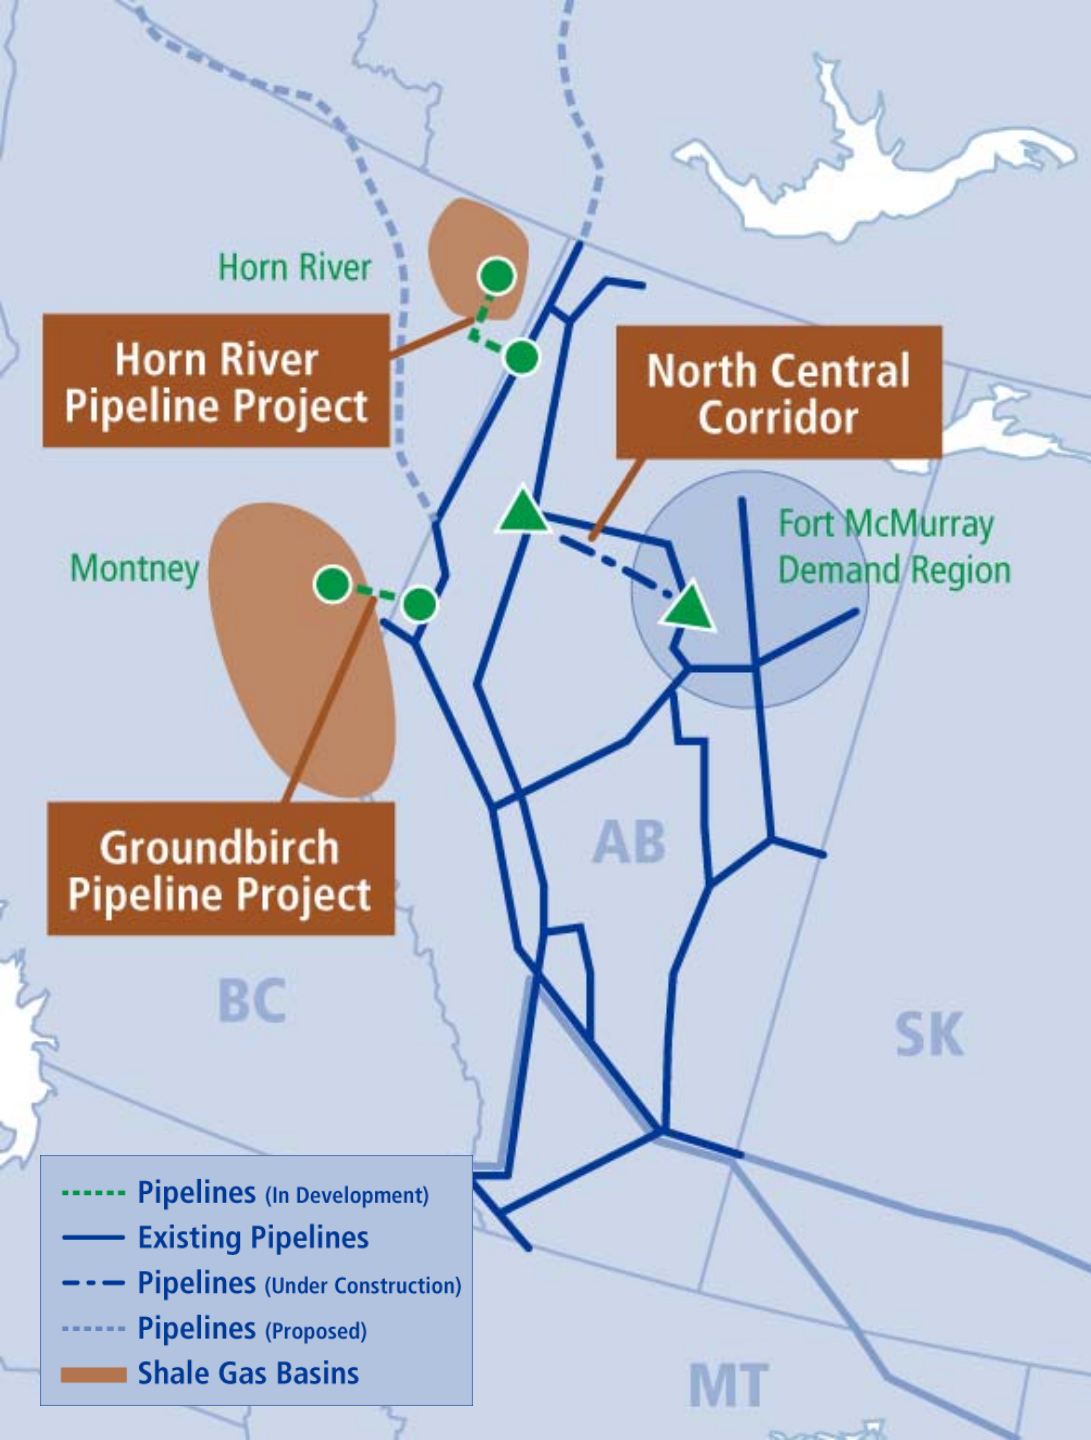 Horn River
Horn River
Pipeline Project
North Central
Corridor
Fort McMurray
Demand Region
Montney
Groundbirch
Pipeline Project
AB
BC
SK
Pipelines (In Development)
Existing Pipelines
Pipelines (Under Construction)
Pipelines (Proposed)
Shale Gas Basins
MT